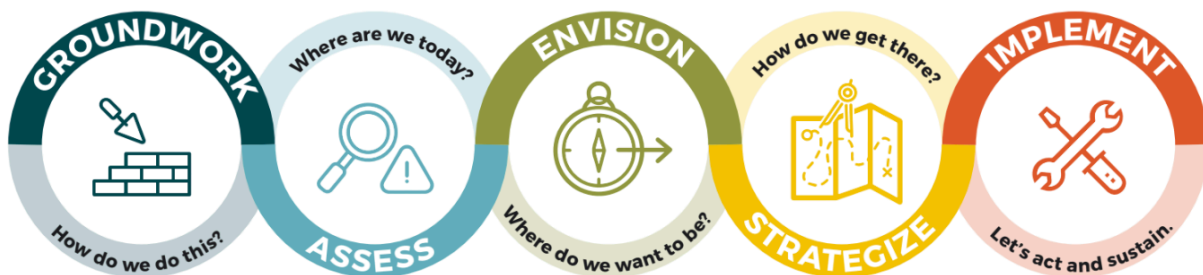 GROUNDWORK
How do we do this?
Where are we today?
ASSESS
ENVISION
Where do we want to be?
How do we get there?
STRATEGIZE
IMPLEMENT
Let's act and sustain.